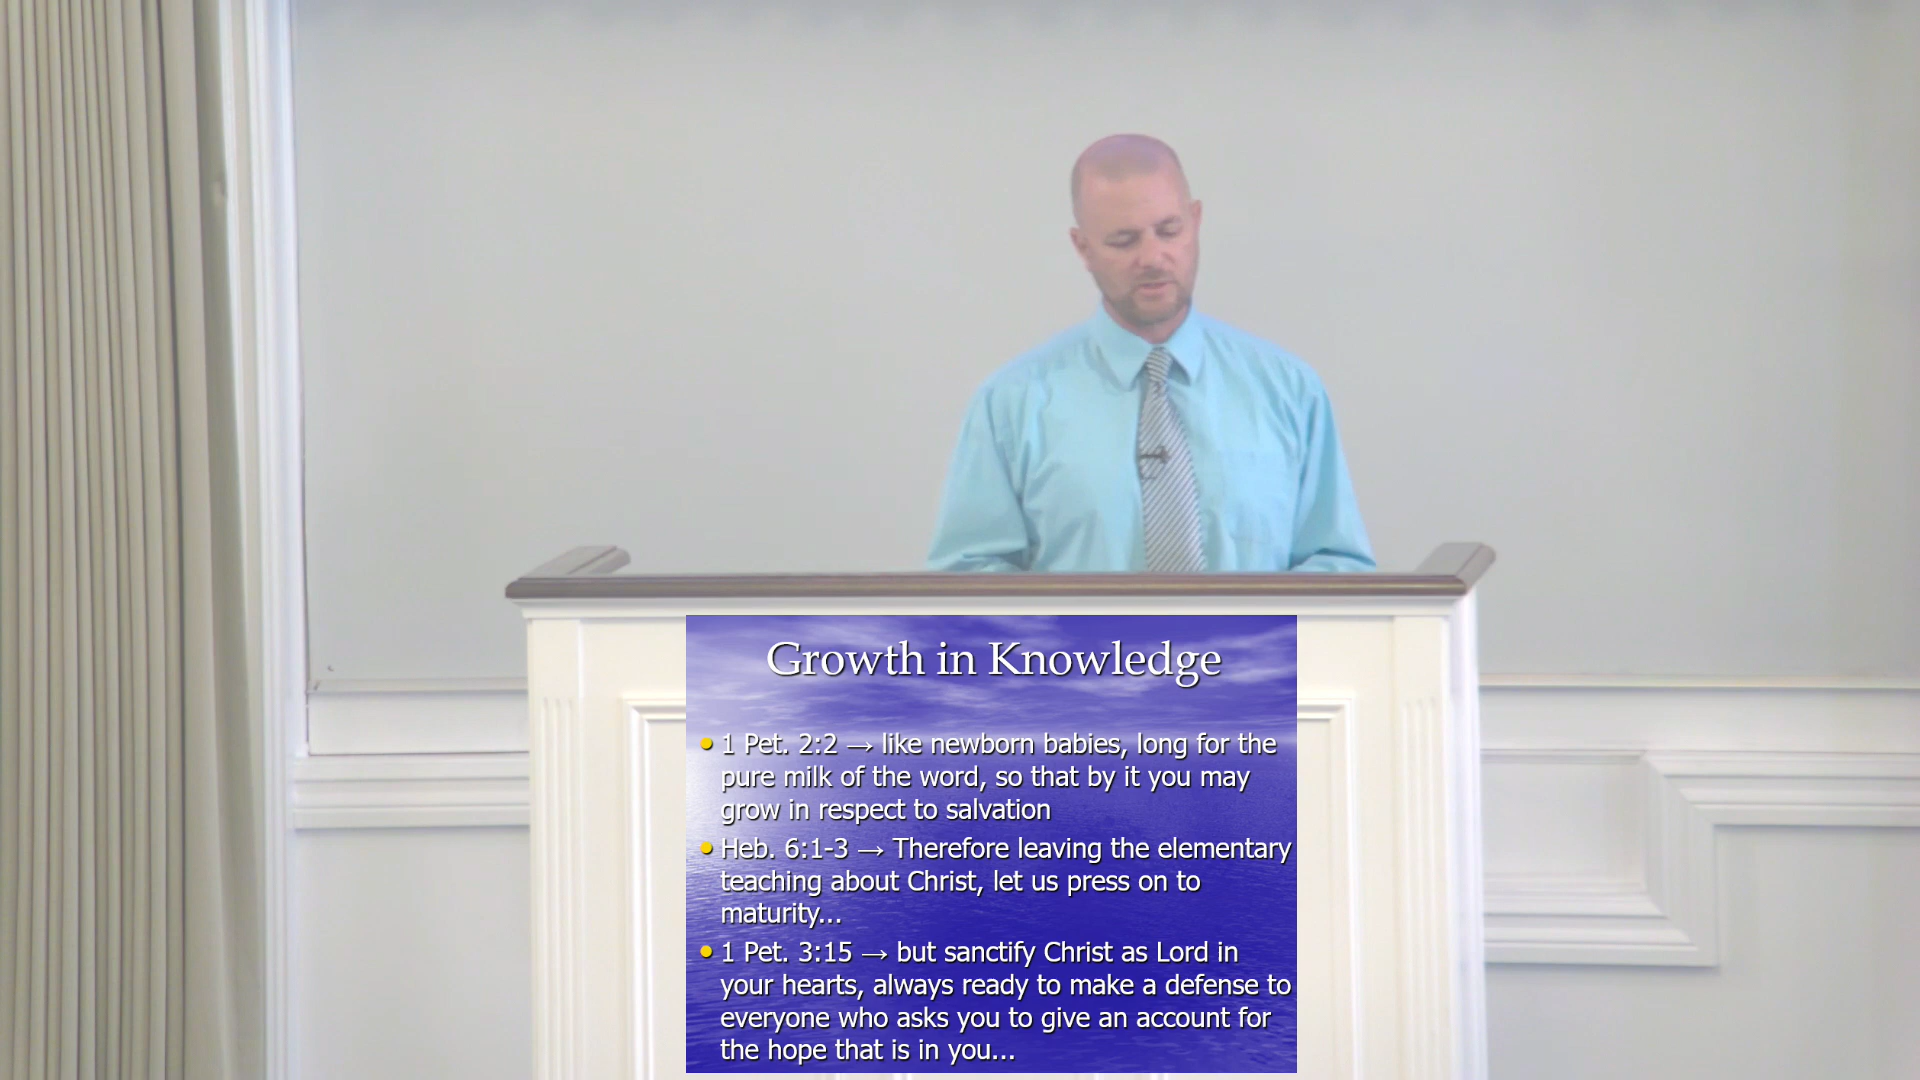 Growth in Knowledge
• 1 Pet. 2:2 → like newborn babies, long for the
pure milk of the word, so that by it you may
grow in respect to salvation
• Heb. 6:1-3 → Therefore leaving the elementary
teaching about Christ, let us press on to
maturity...
• 1 Pet. 3:15 → but sanctify Christ as Lord in
your hearts, always ready to make a defense to
everyone who asks you to give an account for
the hope that is in you...